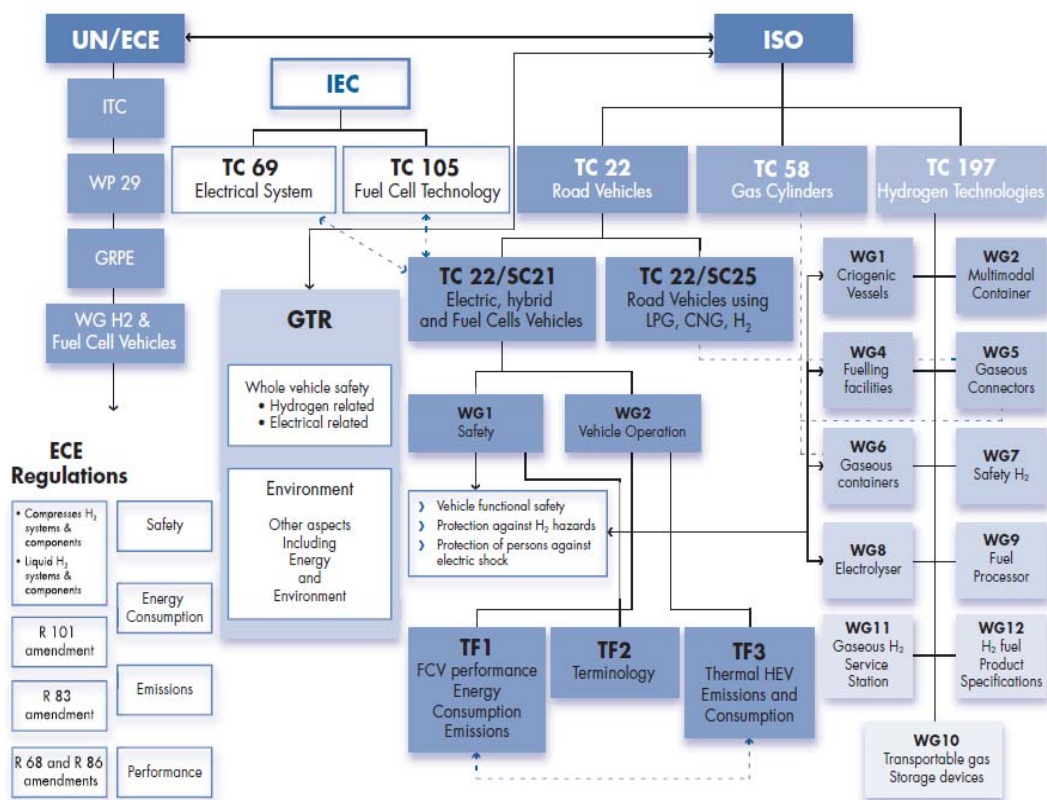 UN/ECE
ISO
ITC
IEC
WP 29
TC 69
Electrical System
TC 105
Fuel Cell Technology
TC 22
Road Vehicles
TC 58
Gas Cylinders
TC 197
Hydrogen Technologies
GRPE
WG H2 &
Fuel Cell Vehicles
GTR
Whole vehicle safety
• Hydrogen related
• Electrical related
Environment
Other aspects
Including
Energy
and
Environment
TC 22/SC21
Electric, hybrid
and Fuel Cells Vehicles
TC 22/SC25
Road Vehicles using
LPG, CNG, H2
WG1
Safety
WG2
Vehicle Operation
› Vehicle functional safety
› Protection against H2 hazards
› Protection of persons against
electric shock
TF1
FCV performance
Energy
Consumption
Emissions
TF2
Terminology
TF3
Thermal HEV
Emissions and
Consumption
WG1
Criogenic
Vessels
WG2
Multimodal
Container
WG4
Fuelling
facilities
WG5
Gaseous
Connectors
WG6
Gaseous
containers
WG7
Safety H2
WG8
Electrolyser
WG9
Fuel
Processor
WG11
Gaseous H2
Service
Station
WG12
H2 fuel
Product
Specifications
WG10
Transportable gas
Storage devices
ECE
Regulations
• Compresses H2
systems &
components
• Liquid H2
systems &
components
Safety
Energy
Consumption
R 101
amendment
Emissions
R 83
amendment
R 68 and R 86
amendments
Performance